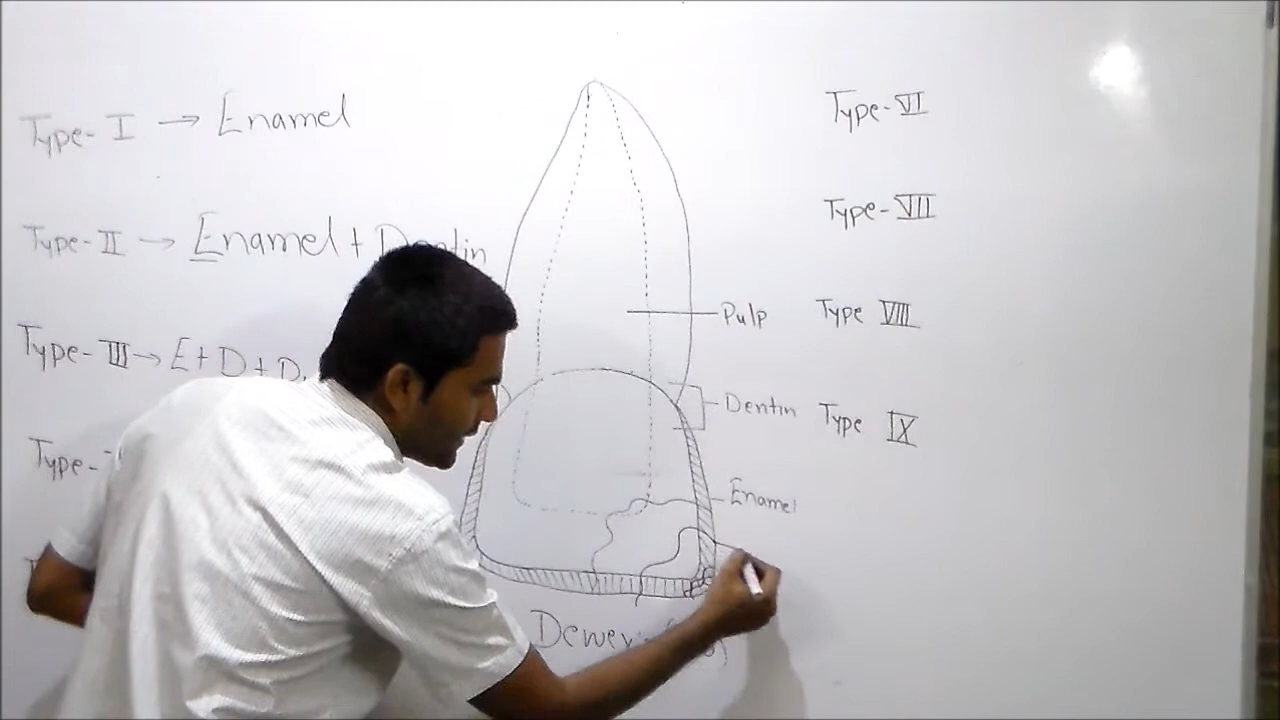 Type- I → Enamel
Type- II → Enamel + Dentin
Type- III → E + D +
Type-
Pulp
Dentin
Enamel
Type- VI
Type- VII
Type VIII
Type IX